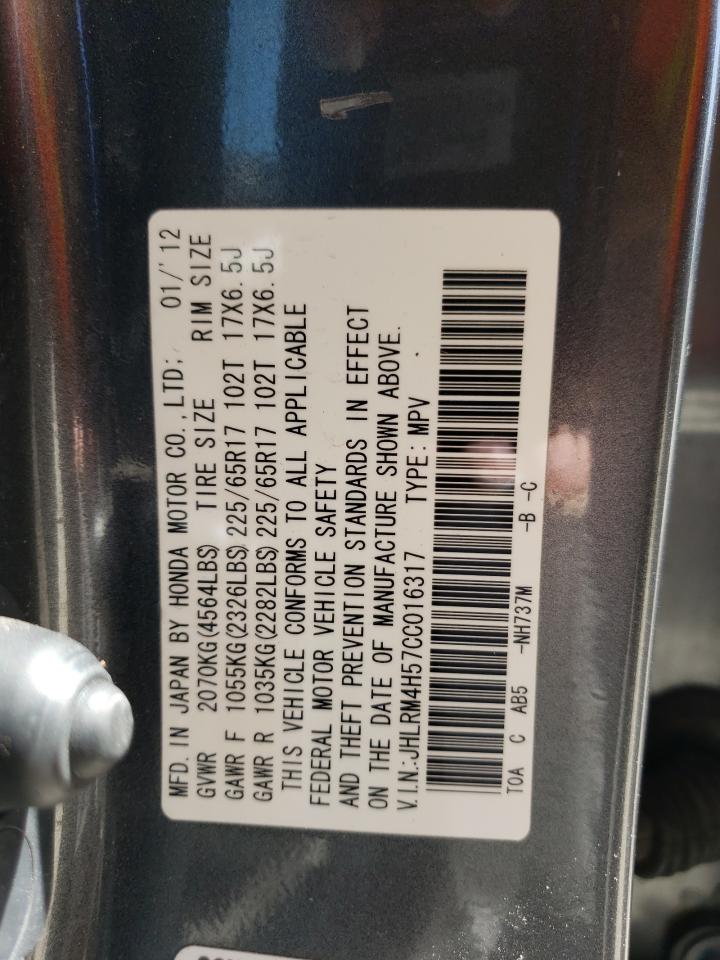 MFD. IN JAPAN BY HONDA MOTOR CO.,LTD; 01/'12
GVWR 2070KG(4564LBS) TIRE SIZE RIM SIZE
GAWR F 1055KG(2326LBS) 225/65R17 102T 17X6.5J
GAWR R 1035KG(2282LBS) 225/65R17 102T 17X6.5J
THIS VEHICLE CONFORMS TO ALL APPLICABLE
FEDERAL MOTOR VEHICLE SAFETY
AND THEFT PREVENTION STANDARDS IN EFFECT
ON THE DATE OF MANUFACTURE SHOWN ABOVE.
V.I.N.:JHLRM4H57CC016317 TYPE: MPV
T0A C AB5 -NH737M -B -C